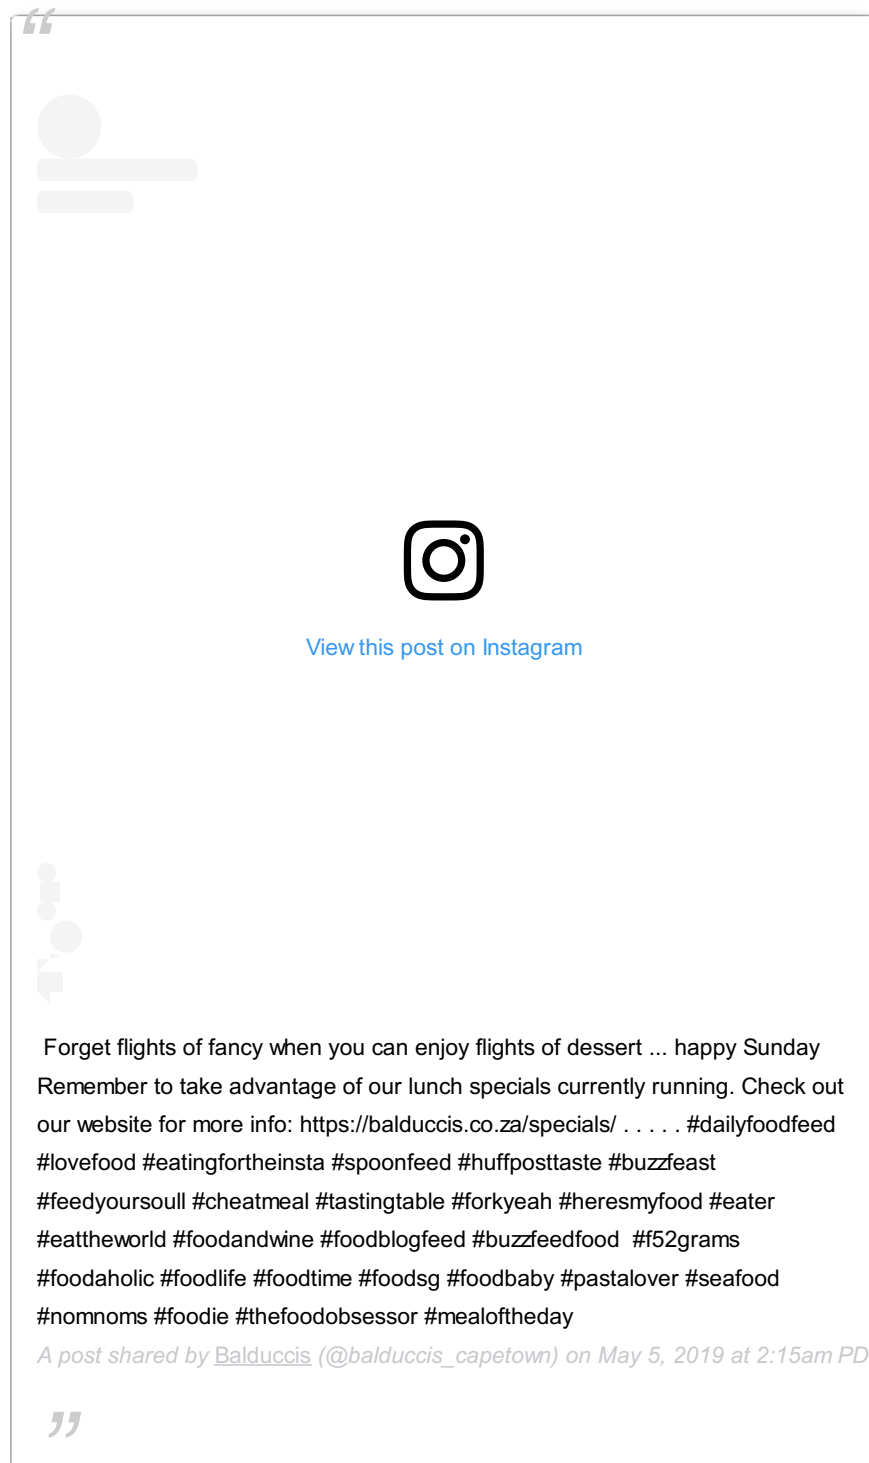 “
View this post on Instagram
Forget flights of fancy when you can enjoy flights of dessert ... happy Sunday
Remember to take advantage of our lunch specials currently running. Check out
our website for more info: https://balduccis.co.za/specials/ . . . . . #dailyfoodfeed
#lovefood #eatingfortheinsta #spoonfeed #huffposttaste #buzzfeast
#feedyoursoull #cheatmeal #tastingtable #forkyeah #heresmyfood #eater
#eattheworld #foodandwine #foodblogfeed #buzzfeedfood #f52grams
#foodaholic #foodlife #foodtime #foodsg #foodbaby #pastalover #seafood
#nomnoms #foodie #thefoodobsessor #mealoftheday
A post shared by Balduccis (@balduccis_capetown) on May 5, 2019 at 2:15am PD
”